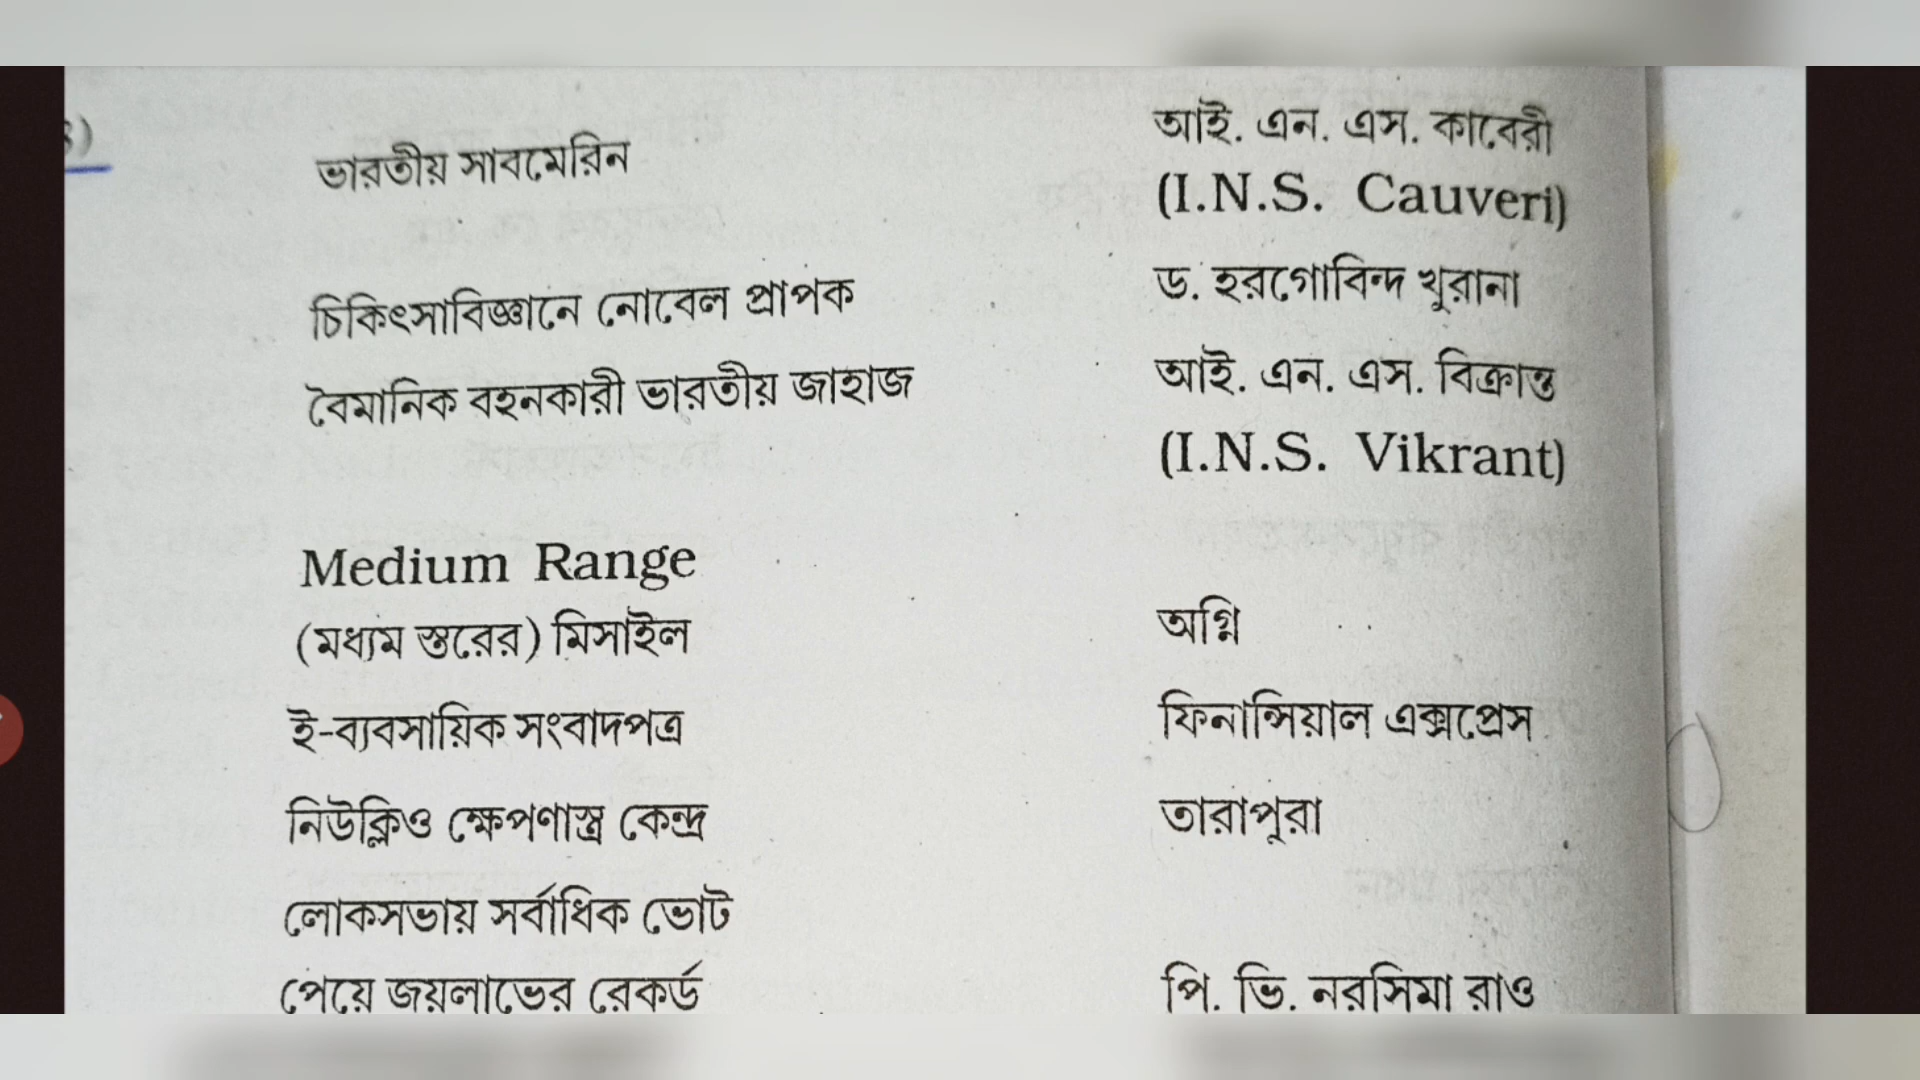 ভারতীয় সাবমেরিন আই. এন. এস. কাবেরী
(I.N.S. Cauveri)
চিকিৎসাবিজ্ঞানে নোবেল প্রাপক ড. হরগোবিন্দ খুরানা
বৈমানিক বহনকারী ভারতীয় জাহাজ আই. এন. এস. বিক্রান্ত
(I.N.S. Vikrant)
Medium Range
(মধ্যম স্তরের) মিসাইল অগ্নি
ই-ব্যবসায়িক সংবাদপত্র ফিনান্সিয়াল এক্সপ্রেস
নিউক্লিও ক্ষেপণাস্ত্র কেন্দ্র তারাপুরা
লোকসভায় সর্বাধিক ভোট
পেয়ে জয়লাভের রেকর্ড পি. ভি. নরসিমা রাও